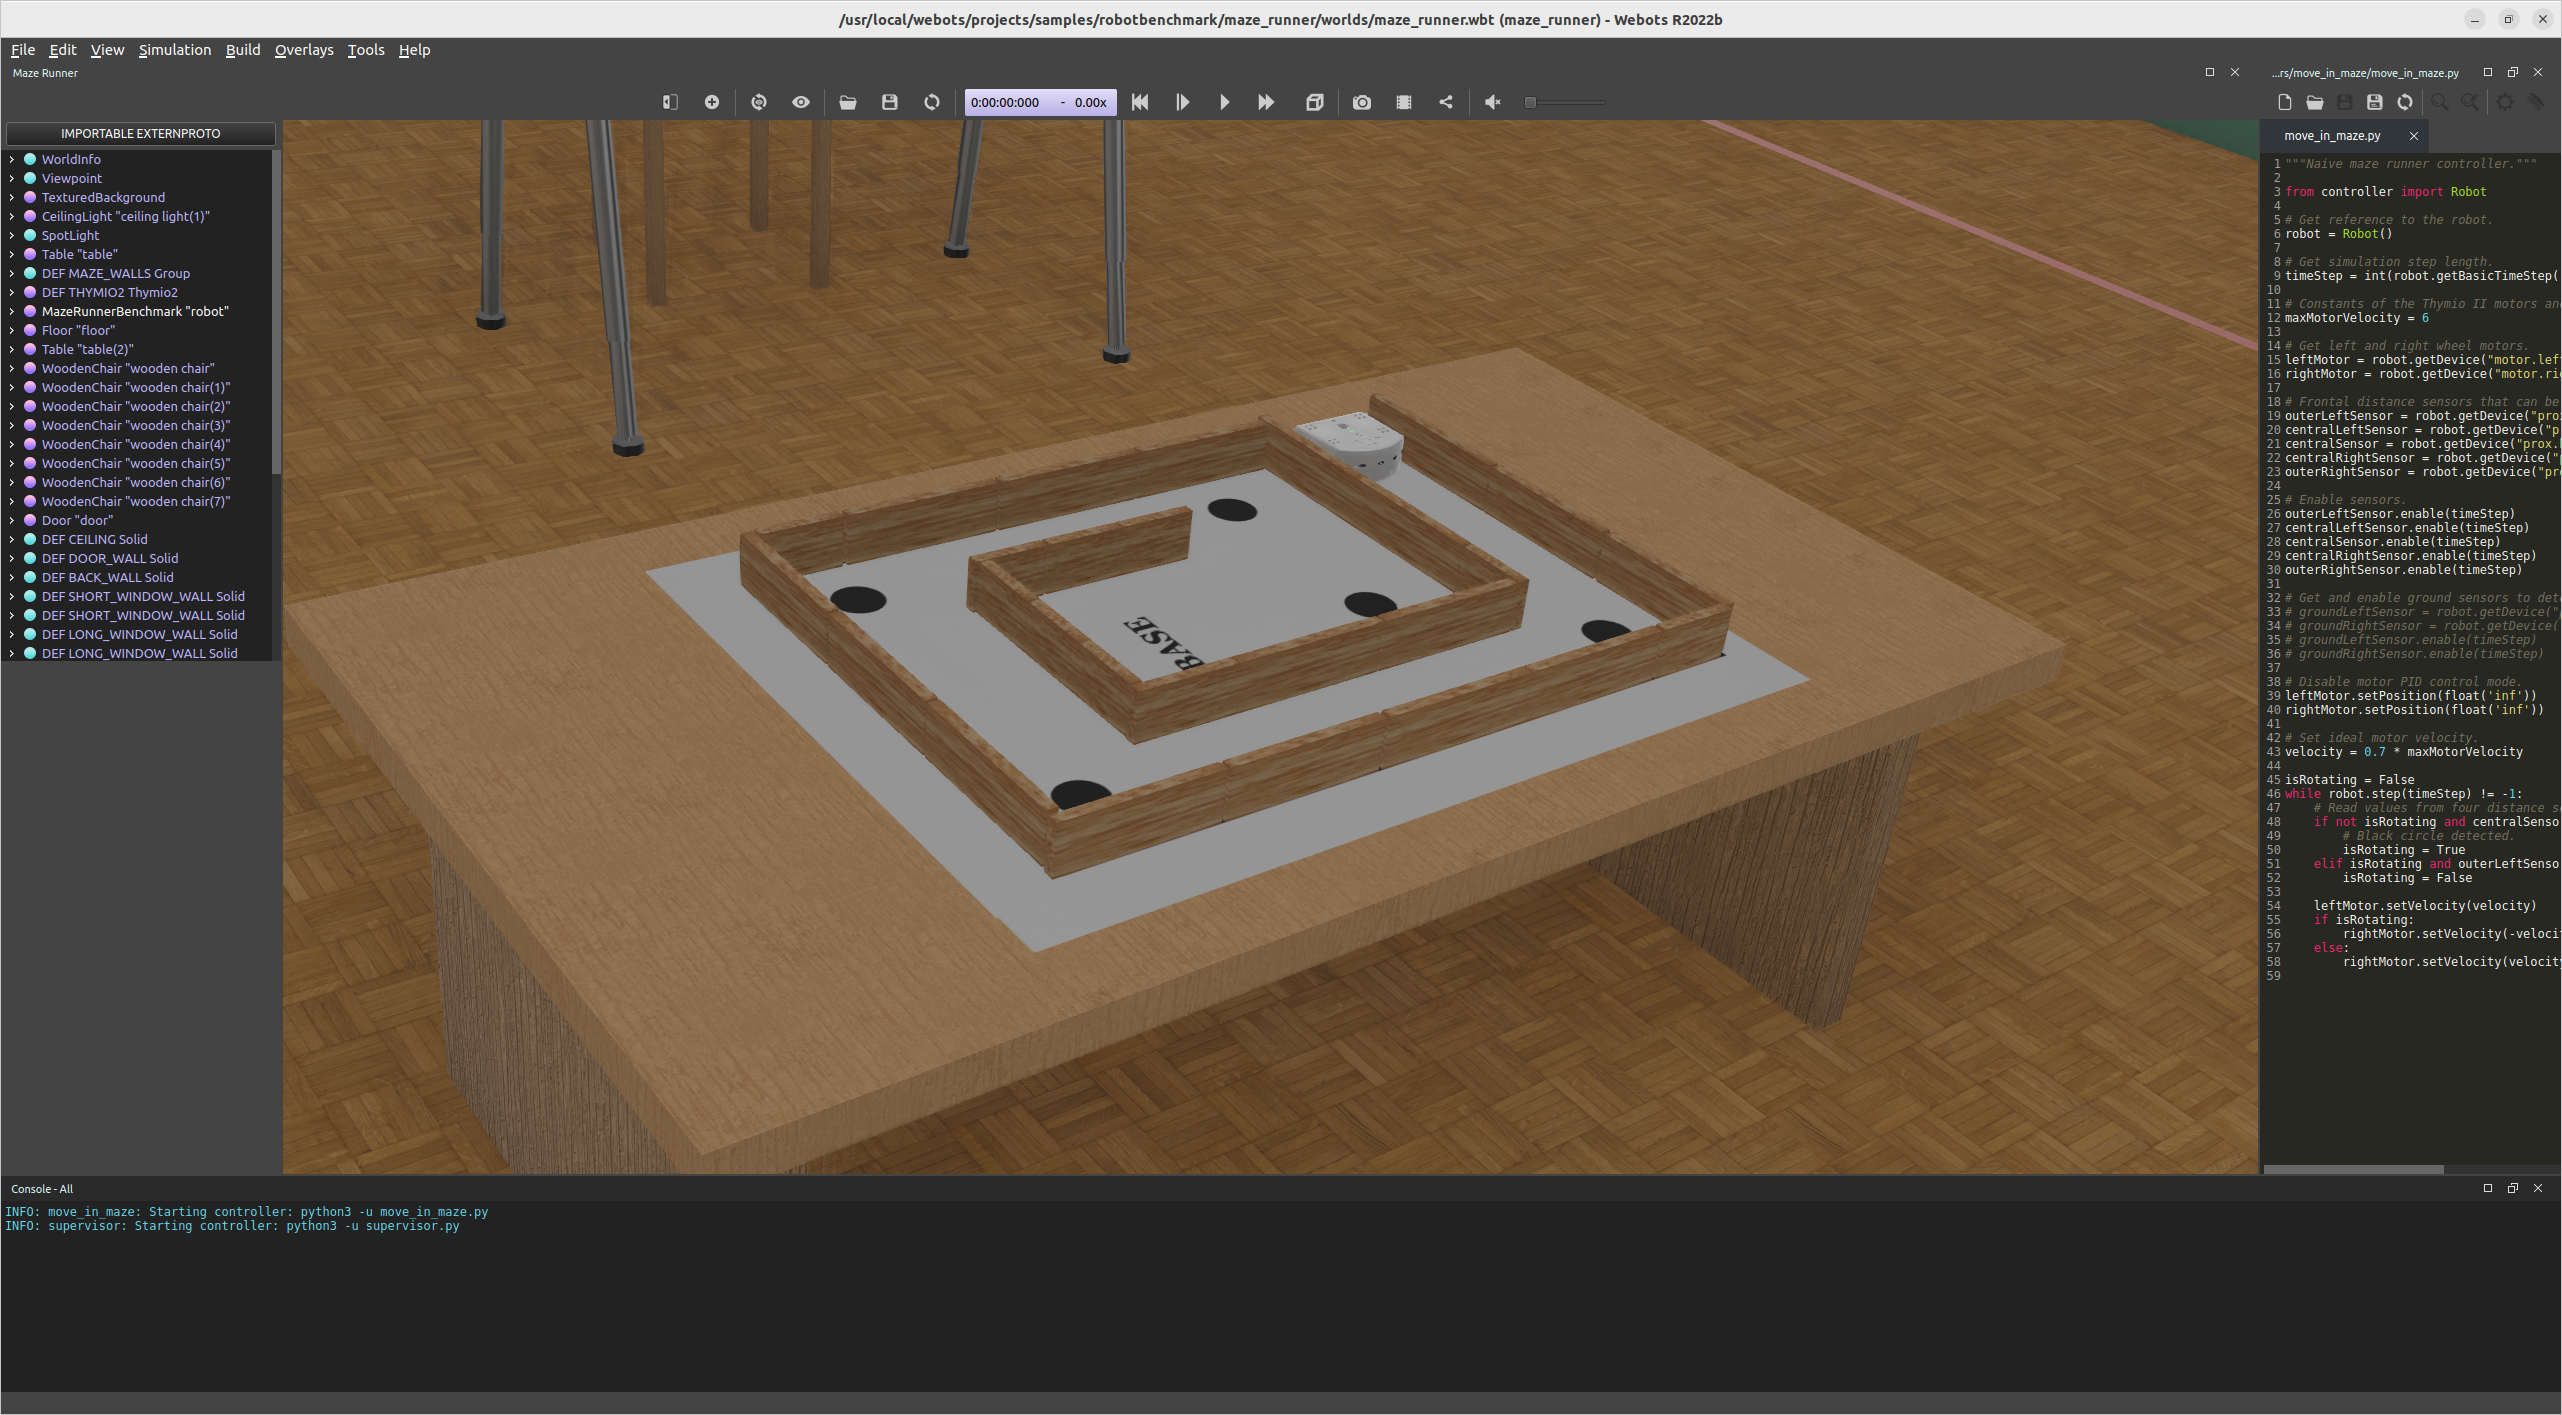 /usr/local/webots/projects/samples/robotbenchmark/maze_runner/worlds/maze_runner.wbt (maze_runner) - Webots R2022b
File Edit View Simulation Build Overlays Tools Help
Maze Runner
0:00:00:000 - 0.00x
IMPORTABLE EXTERNPROTO
WorldInfo
Viewpoint
TexturedBackground
CeilingLight "ceiling light(1)"
SpotLight
Table "table"
DEF MAZE_WALLS Group
DEF THYMIO2 Thymio2
MazeRunnerBenchmark "robot"
Floor "floor"
Table "table(2)"
WoodenChair "wooden chair"
WoodenChair "wooden chair(1)"
WoodenChair "wooden chair(2)"
WoodenChair "wooden chair(3)"
WoodenChair "wooden chair(4)"
WoodenChair "wooden chair(5)"
WoodenChair "wooden chair(6)"
WoodenChair "wooden chair(7)"
Door "door"
DEF CEILING Solid
DEF DOOR_WALL Solid
DEF BACK_WALL Solid
DEF SHORT_WINDOW_WALL Solid
DEF SHORT_WINDOW_WALL Solid
DEF LONG_WINDOW_WALL Solid
DEF LONG_WINDOW_WALL Solid
BASE
...rs/move_in_maze/move_in_maze.py
move_in_maze.py
1 """Naive maze runner controller."""
2
3 from controller import Robot
4
5 # Get reference to the robot.
6 robot = Robot()
7
8 # Get simulation step length.
9 timeStep = int(robot.getBasicTimeStep(
10
11 # Constants of the Thymio II motors an
12 maxMotorVelocity = 6
13
14 # Get left and right wheel motors.
15 leftMotor = robot.getDevice("motor.lef
16 rightMotor = robot.getDevice("motor.ri
17
18 # Frontal distance sensors that can be
19 outerLeftSensor = robot.getDevice("pro
20 centralLeftSensor = robot.getDevice("p
21 centralSensor = robot.getDevice("prox.
22 centralRightSensor = robot.getDevice("
23 outerRightSensor = robot.getDevice("pr
24
25 # Enable sensors.
26 outerLeftSensor.enable(timeStep)
27 centralLeftSensor.enable(timeStep)
28 centralSensor.enable(timeStep)
29 centralRightSensor.enable(timeStep)
30 outerRightSensor.enable(timeStep)
31
32 # Get and enable ground sensors to det
33 # groundLeftSensor = robot.getDevice("
34 # groundRightSensor = robot.getDevice(
35 # groundLeftSensor.enable(timeStep)
36 # groundRightSensor.enable(timeStep)
37
38 # Disable motor PID control mode.
39 leftMotor.setPosition(float('inf'))
40 rightMotor.setPosition(float('inf'))
41
42 # Set ideal motor velocity.
43 velocity = 0.7 * maxMotorVelocity
44
45 isRotating = False
46 while robot.step(timeStep) != -1:
47 # Read values from four distance s
48 if not isRotating and centralSenso
49 # Black circle detected.
50 isRotating = True
51 elif isRotating and outerLeftSenso
52 isRotating = False
53
54 leftMotor.setVelocity(velocity)
55 if isRotating:
56 rightMotor.setVelocity(-veloci
57 else:
58 rightMotor.setVelocity(velocit
59
Console - All
INFO: move_in_maze: Starting controller: python3 -u move_in_maze.py
INFO: supervisor: Starting controller: python3 -u supervisor.py